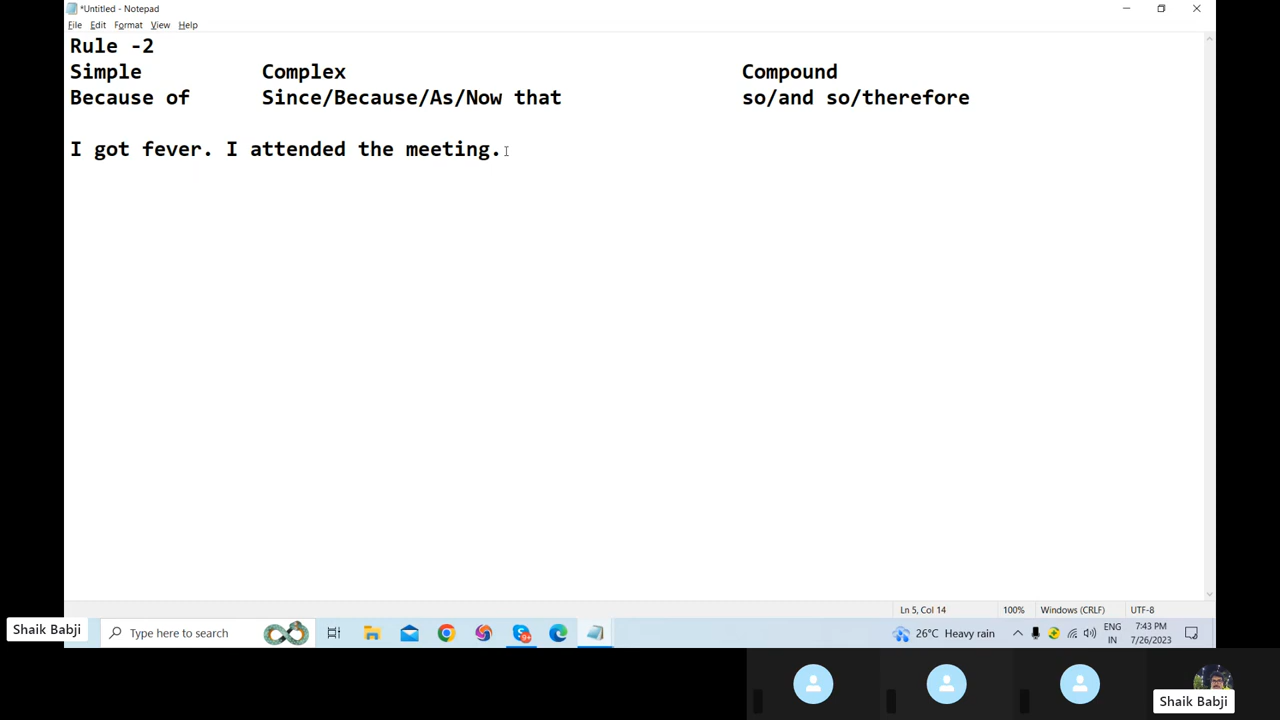 *Untitled - Notepad
File Edit Format View Help
Rule -2
Simple Complex Compound
Because of Since/Because/As/Now that so/and so/therefore
I got fever. I attended the meeting.
Ln 5, Col 14 100% Windows (CRLF) UTF-8
Shaik Babji
Type here to search
26°C Heavy rain
ENG
IN
7:43 PM
7/26/2023
Shaik Babji